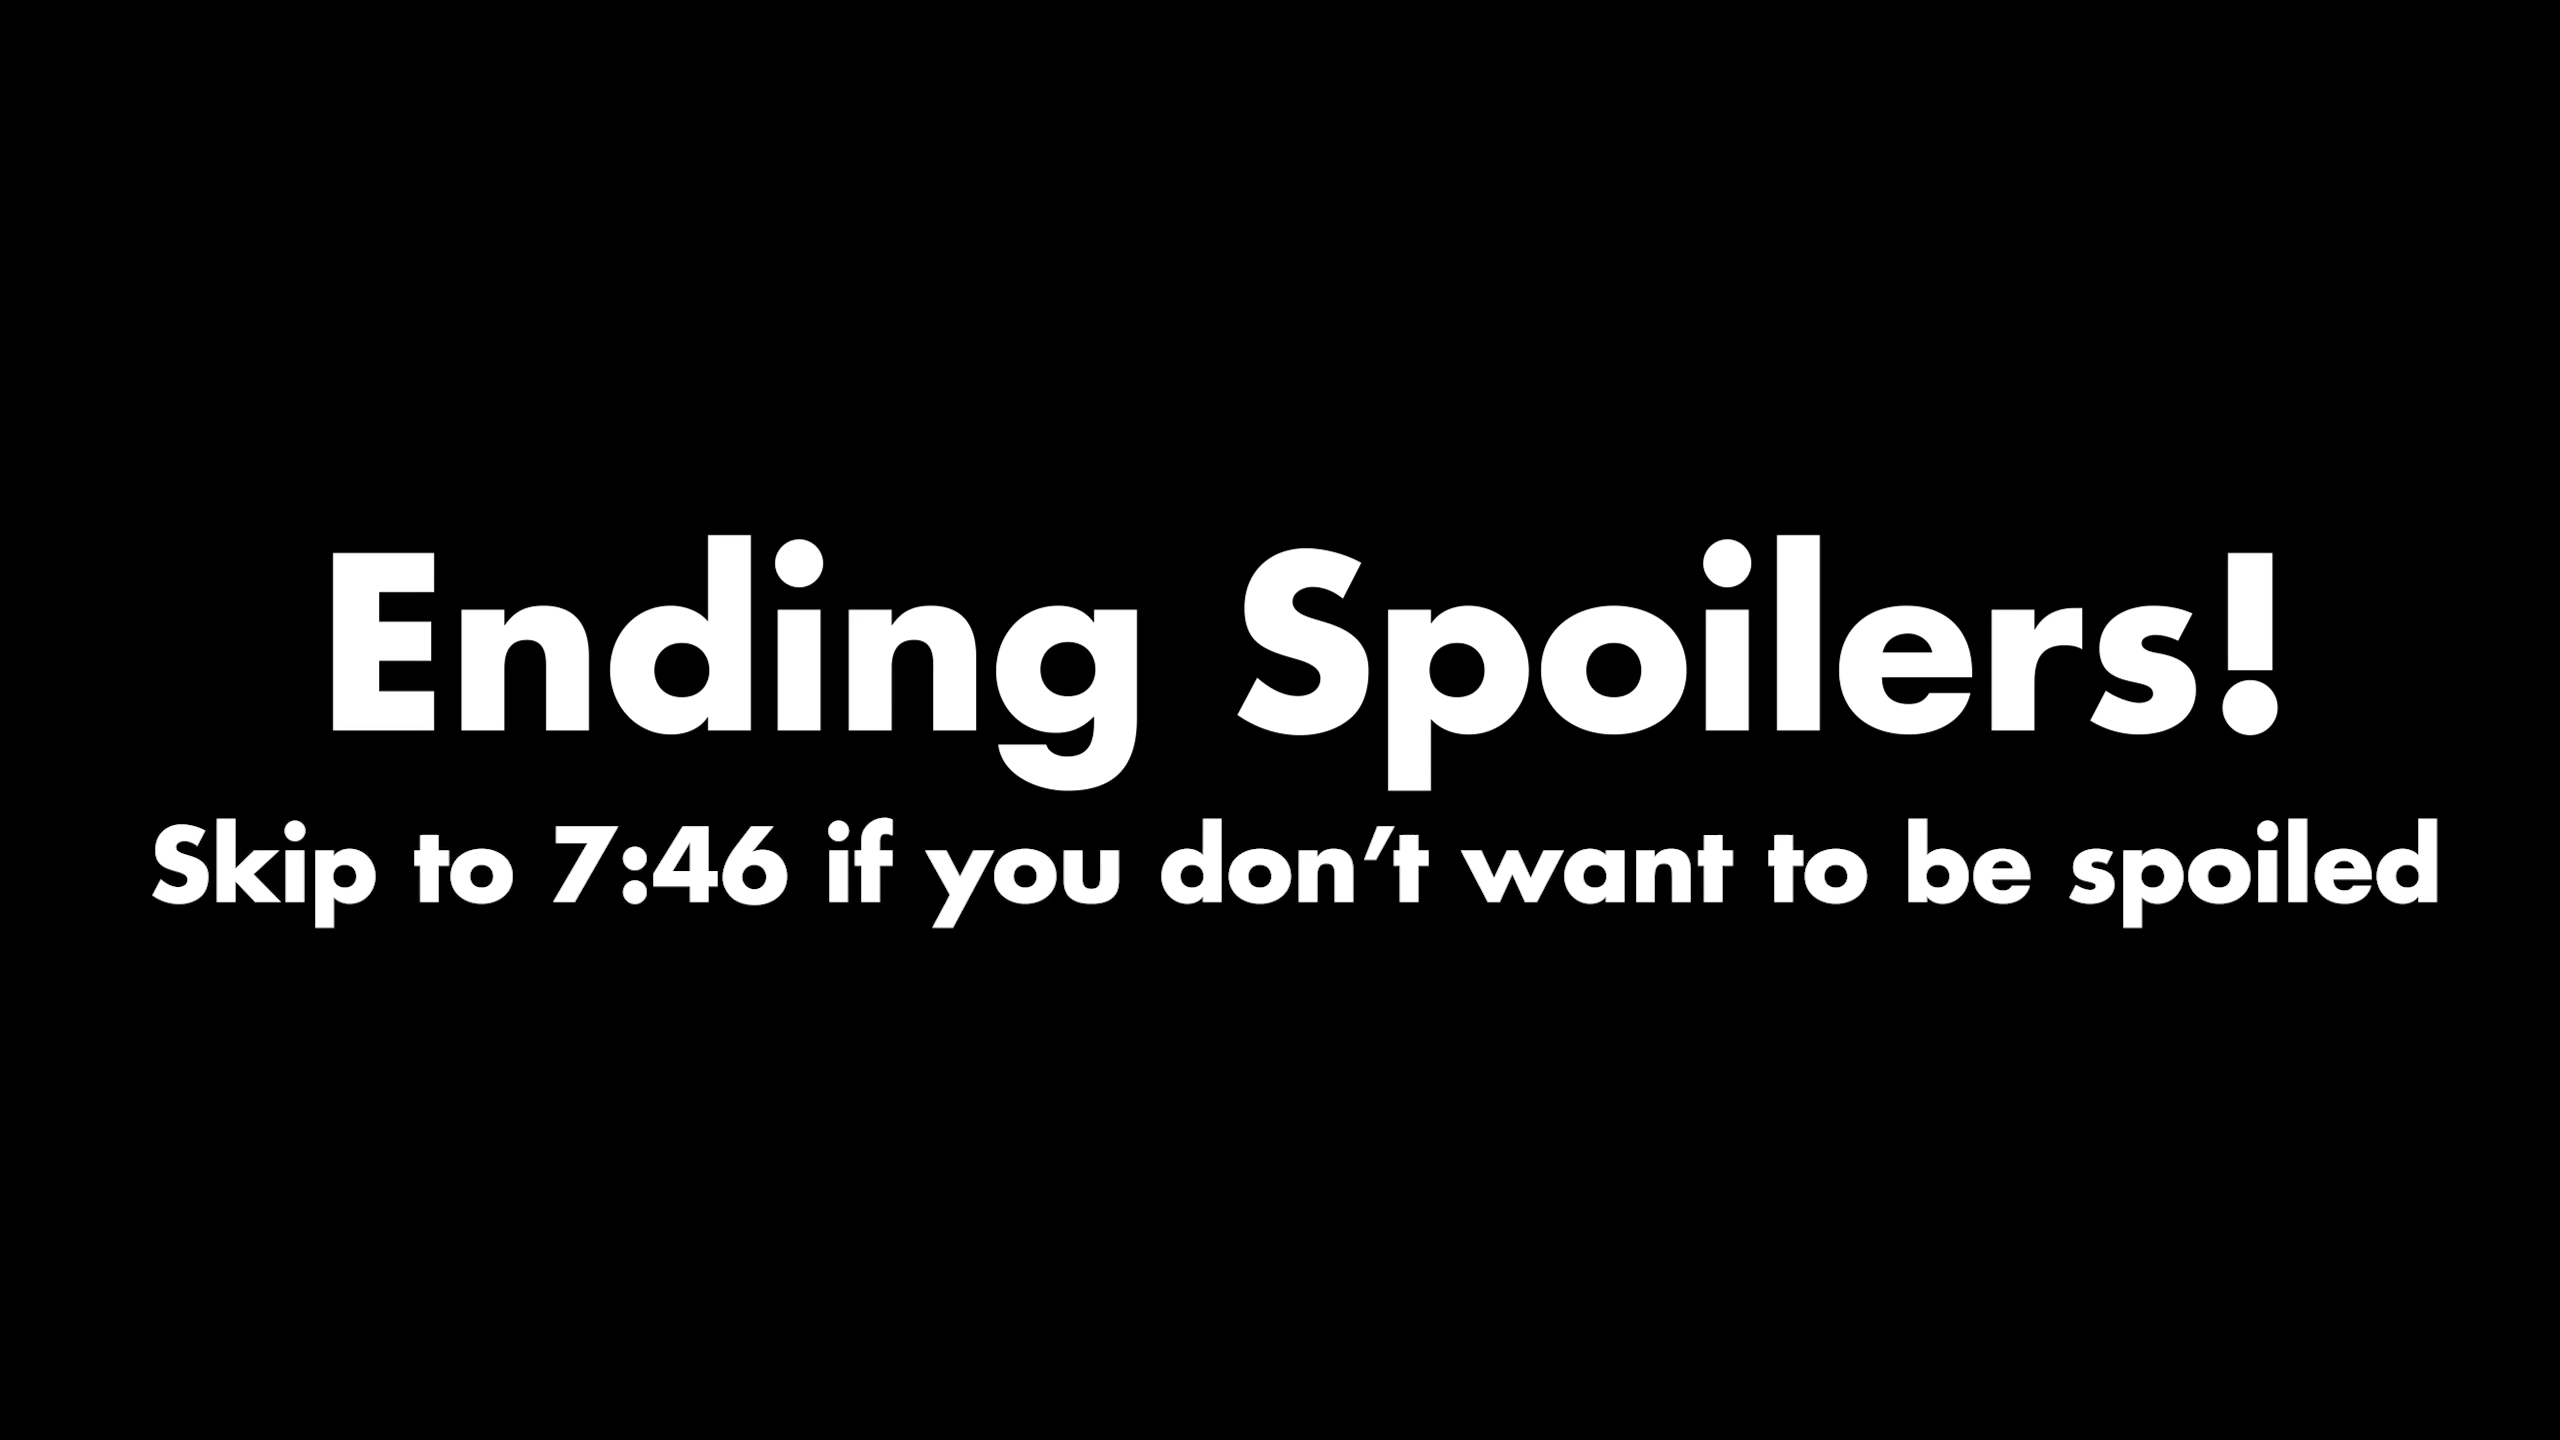 Ending Spoilers!
Skip to 7:46 if you don’t want to be spoiled